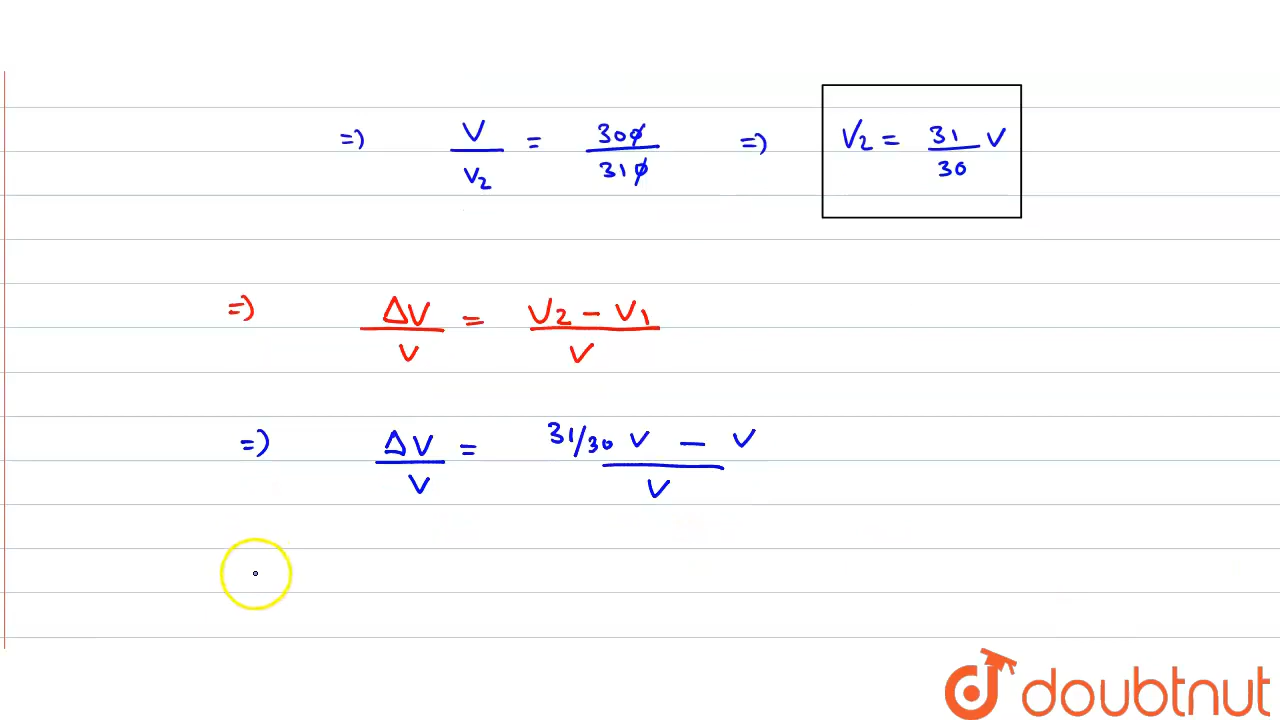 =) V/V2 = 300/310 =) V2 = 31/30 V
=) ΔV/V = V2 - V1/V
=) ΔV/V = 31/30 V - V/V
doubtnut